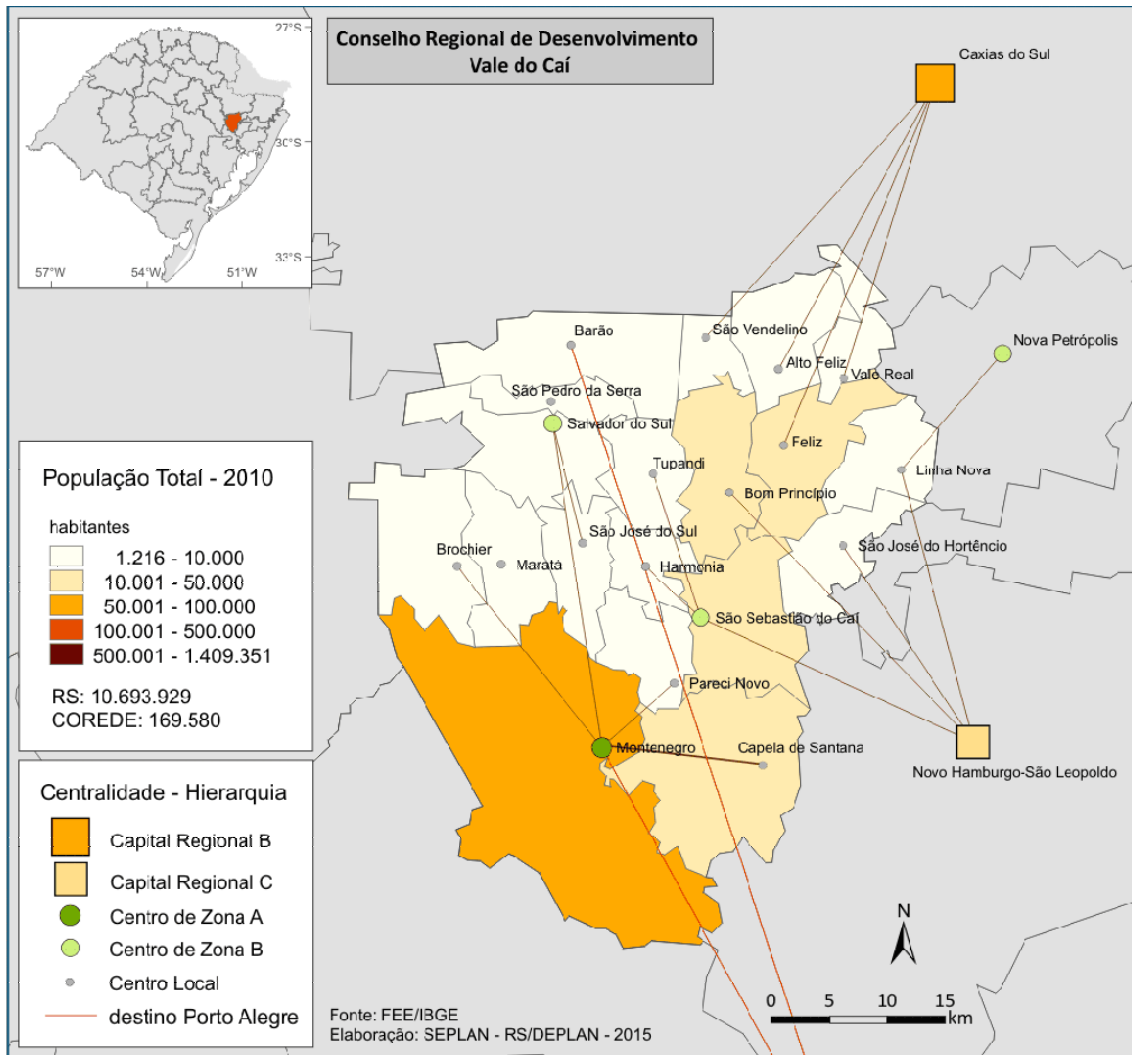 Conselho Regional de Desenvolvimento
Vale do Caí
27°S
30°S
33°S
57°W
54°W
51°W
Caxias do Sul
Nova Petrópolis
Barão
São Vendelino
Alto Feliz
Vale Real
São Pedro da Serra
Salvador do Sul
Feliz
Tupandi
Linha Nova
Bom Princípio
São José do Sul
São José do Hortêncio
Brochier
Maratá
Harmonia
São Sebastião do Caí
Pareci Novo
Montenegro
Capela de Santana
Novo Hamburgo-São Leopoldo
População Total - 2010
habitantes
1.216 - 10.000
10.001 - 50.000
50.001 - 100.000
100.001 - 500.000
500.001 - 1.409.351
RS: 10.693.929
COREDE: 169.580
Centralidade - Hierarquia
Capital Regional B
Capital Regional C
Centro de Zona A
Centro de Zona B
Centro Local
destino Porto Alegre
Fonte: FEE/IBGE
Elaboração: SEPLAN - RS/DEPLAN - 2015
N
0 5 10 15
km